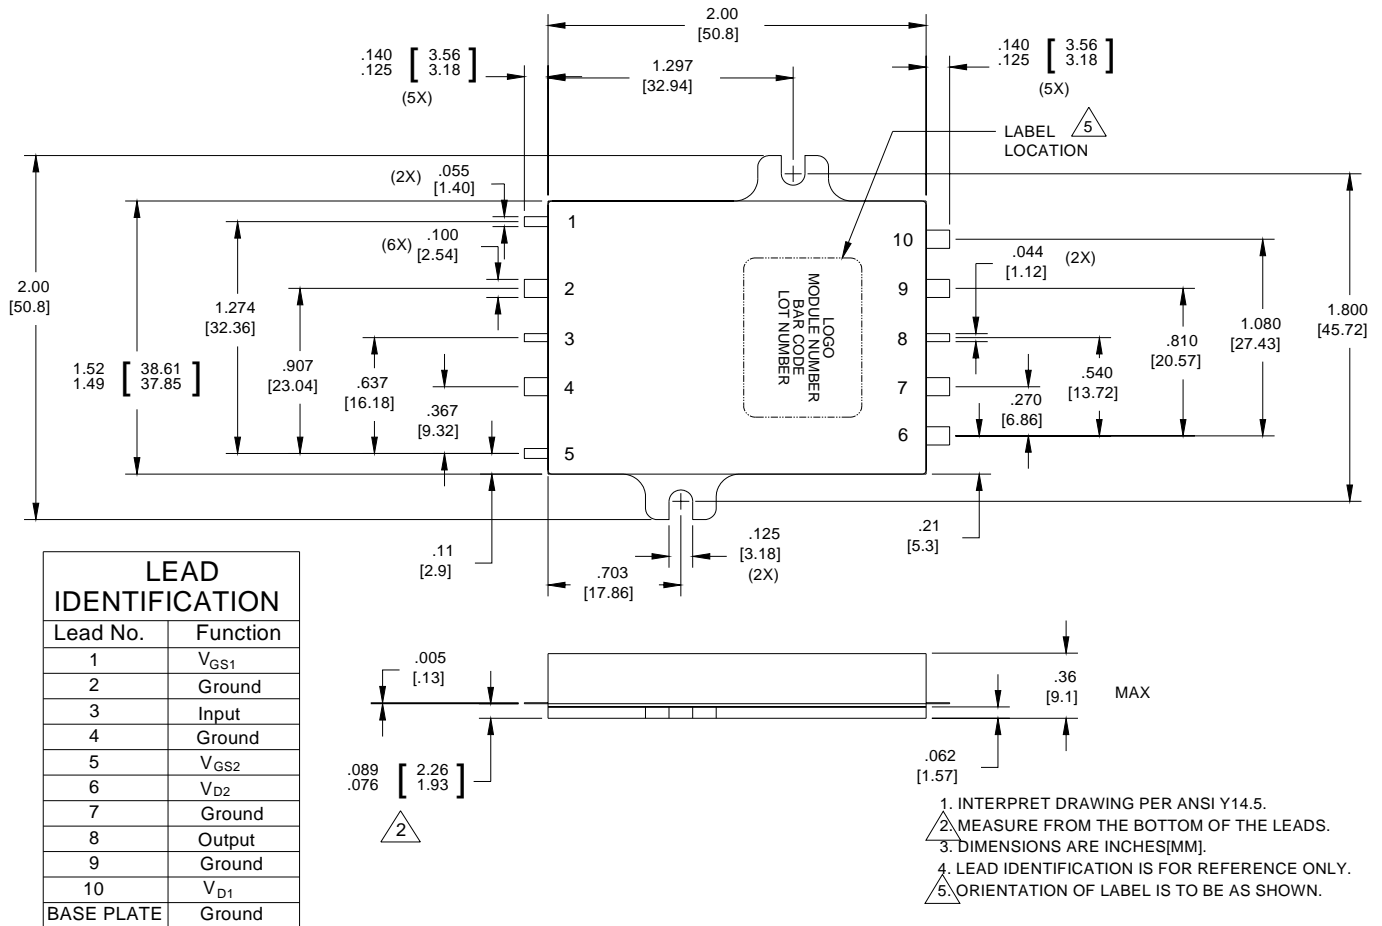 2.00
[50.8]
.140
.125 [ 3.56
3.18 ]
(5X)
1.297
[32.94]
.140
.125 [ 3.56
3.18 ]
(5X)
LABEL 5
LOCATION
(2X) .055
[1.40]
(6X) .100
[2.54]
2.00
[50.8]
1.52
1.49 [ 38.61
37.85 ]
1.274
[32.36]
.907
[23.04]
.637
[16.18]
.367
[9.32]
.11
[2.9]
1
2
3
4
5
10
9
8
7
6
LOGO
MODULE NUMBER
BAR CODE
LOT NUMBER
.044 (2X)
[1.12]
.270
[6.86]
.540
[13.72]
.810
[20.57]
1.080
[27.43]
1.800
[45.72]
.21
[5.3]
.125
[3.18]
(2X)
.703
[17.86]
LEAD
IDENTIFICATION
Lead No. Function
1 VGS1
2 Ground
3 Input
4 Ground
5 VGS2
6 VD2
7 Ground
8 Output
9 Ground
10 VD1
BASE PLATE Ground
.005
[.13]
.089
.076 [ 2.26
1.93 ]
2
.36
[9.1] MAX
.062
[1.57]
1. INTERPRET DRAWING PER ANSI Y14.5.
2. MEASURE FROM THE BOTTOM OF THE LEADS.
3. DIMENSIONS ARE INCHES[MM].
4. LEAD IDENTIFICATION IS FOR REFERENCE ONLY.
5. ORIENTATION OF LABEL IS TO BE AS SHOWN.